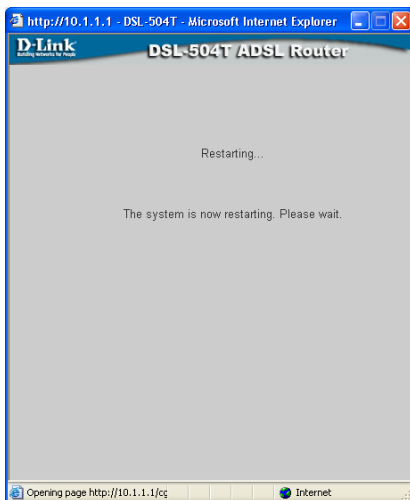 http://10.1.1.1 - DSL-504T - Microsoft Internet Explorer
D-Link
Building Networks for People
DSL-504T ADSL Router
Restarting...
The system is now restarting. Please wait.
Opening page http://10.1.1.1/cg
Internet